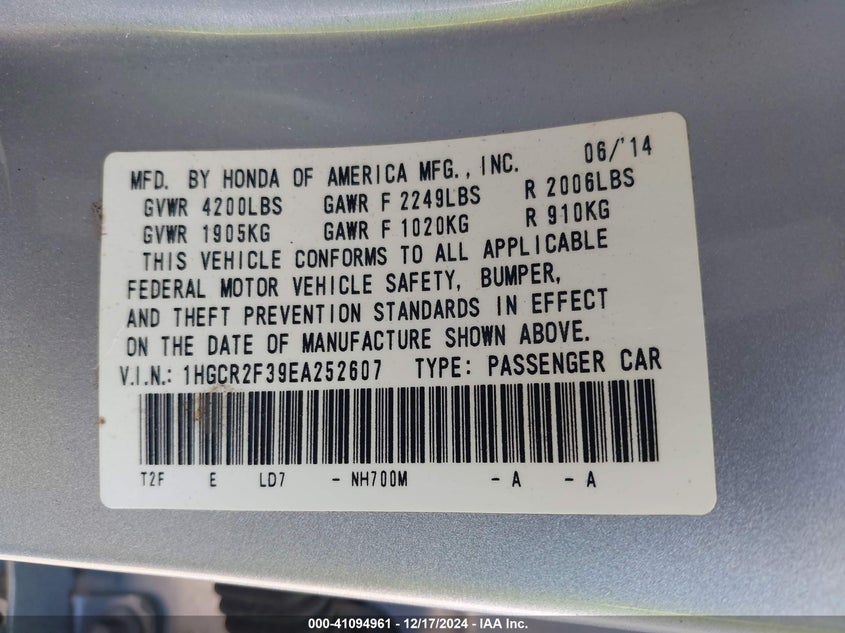 MFD. BY HONDA OF AMERICA MFG., INC. 06/'14
GVWR 4200LBS GAWR F 2249LBS R 2006LBS
GVWR 1905KG GAWR F 1020KG R 910KG
THIS VEHICLE CONFORMS TO ALL APPLICABLE
FEDERAL MOTOR VEHICLE SAFETY, BUMPER,
AND THEFT PREVENTION STANDARDS IN EFFECT
ON THE DATE OF MANUFACTURE SHOWN ABOVE.
V.I.N.: 1HGCR2F39EA252607 TYPE: PASSENGER CAR
T2F E LD7 - NH700M - A - A
000-41094961 - 12/17/2024 - IAA Inc.